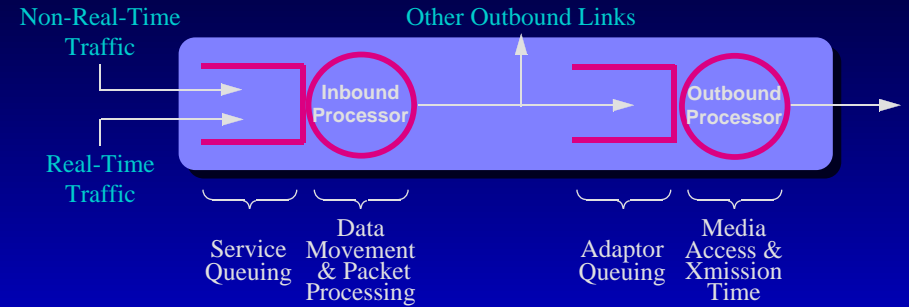 Non-Real-Time
Traffic
Other Outbound Links
Inbound
Processor
Outbound
Processor
Real-Time
Traffic
Service
Queuing
Data
Movement
& Packet
Processing
Adaptor
Queuing
Media
Access &
Xmission
Time